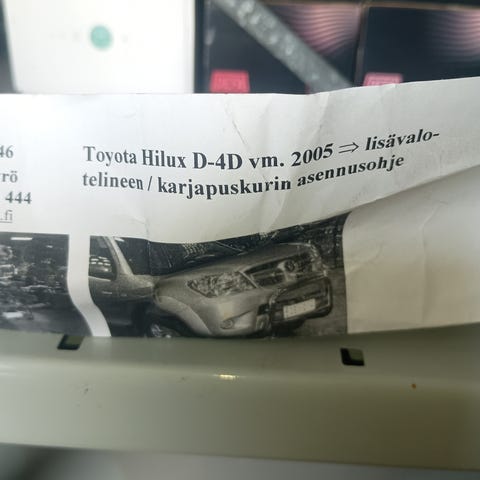 46
rö
444
.fi
Toyota Hilux D-4D vm. 2005 ⇒ lisävalo-
telineen / karjapuskurin asennusohje